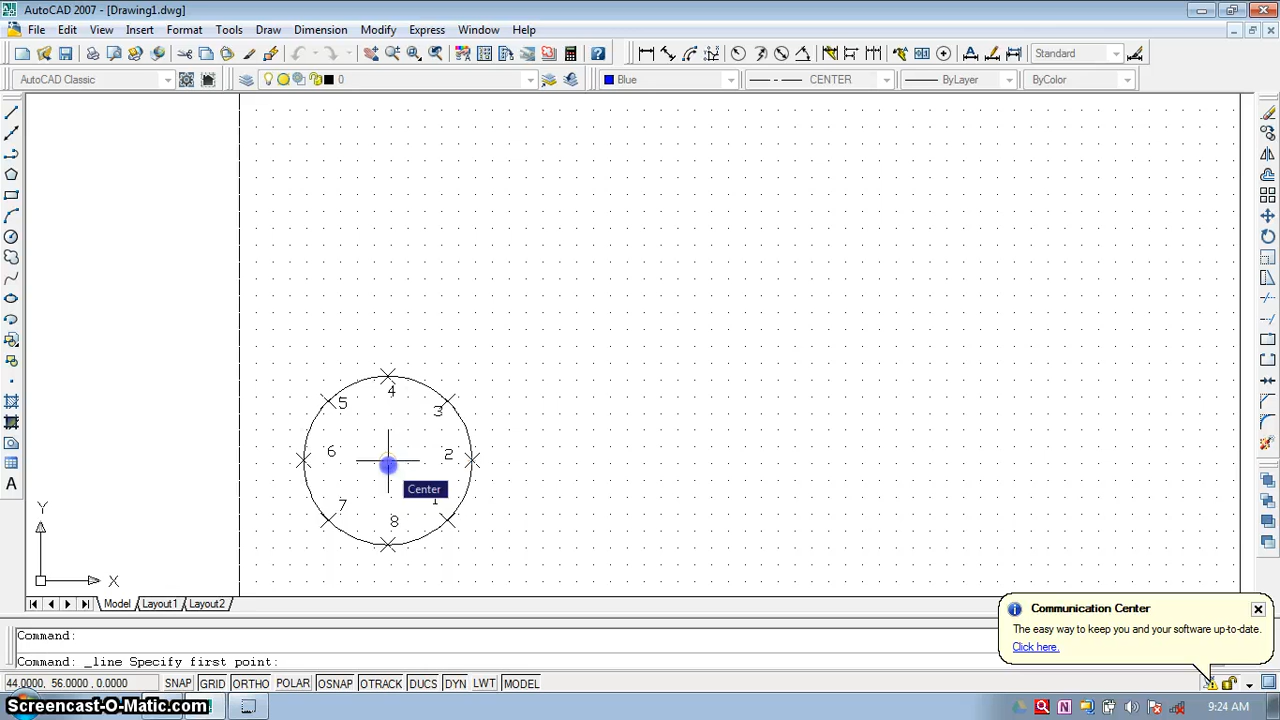 AutoCAD 2007 - [Drawing1.dwg]
File Edit View Insert Format Tools Draw Dimension Modify Express Window Help
Standard
AutoCAD Classic
0
Blue
CENTER
ByLayer
ByColor
4
5
3
6
2
Center
7
1
8
Y
X
Model Layout1 Layout2
Communication Center
The easy way to keep you and your software up-to-date.
Click here.
Command:
Command: _line Specify first point:
44.0000, 56.0000 , 0.0000 SNAP GRID ORTHO POLAR OSNAP OTRACK DUCS DYN LWT MODEL
Screencast-O-Matic.com
9:24 AM